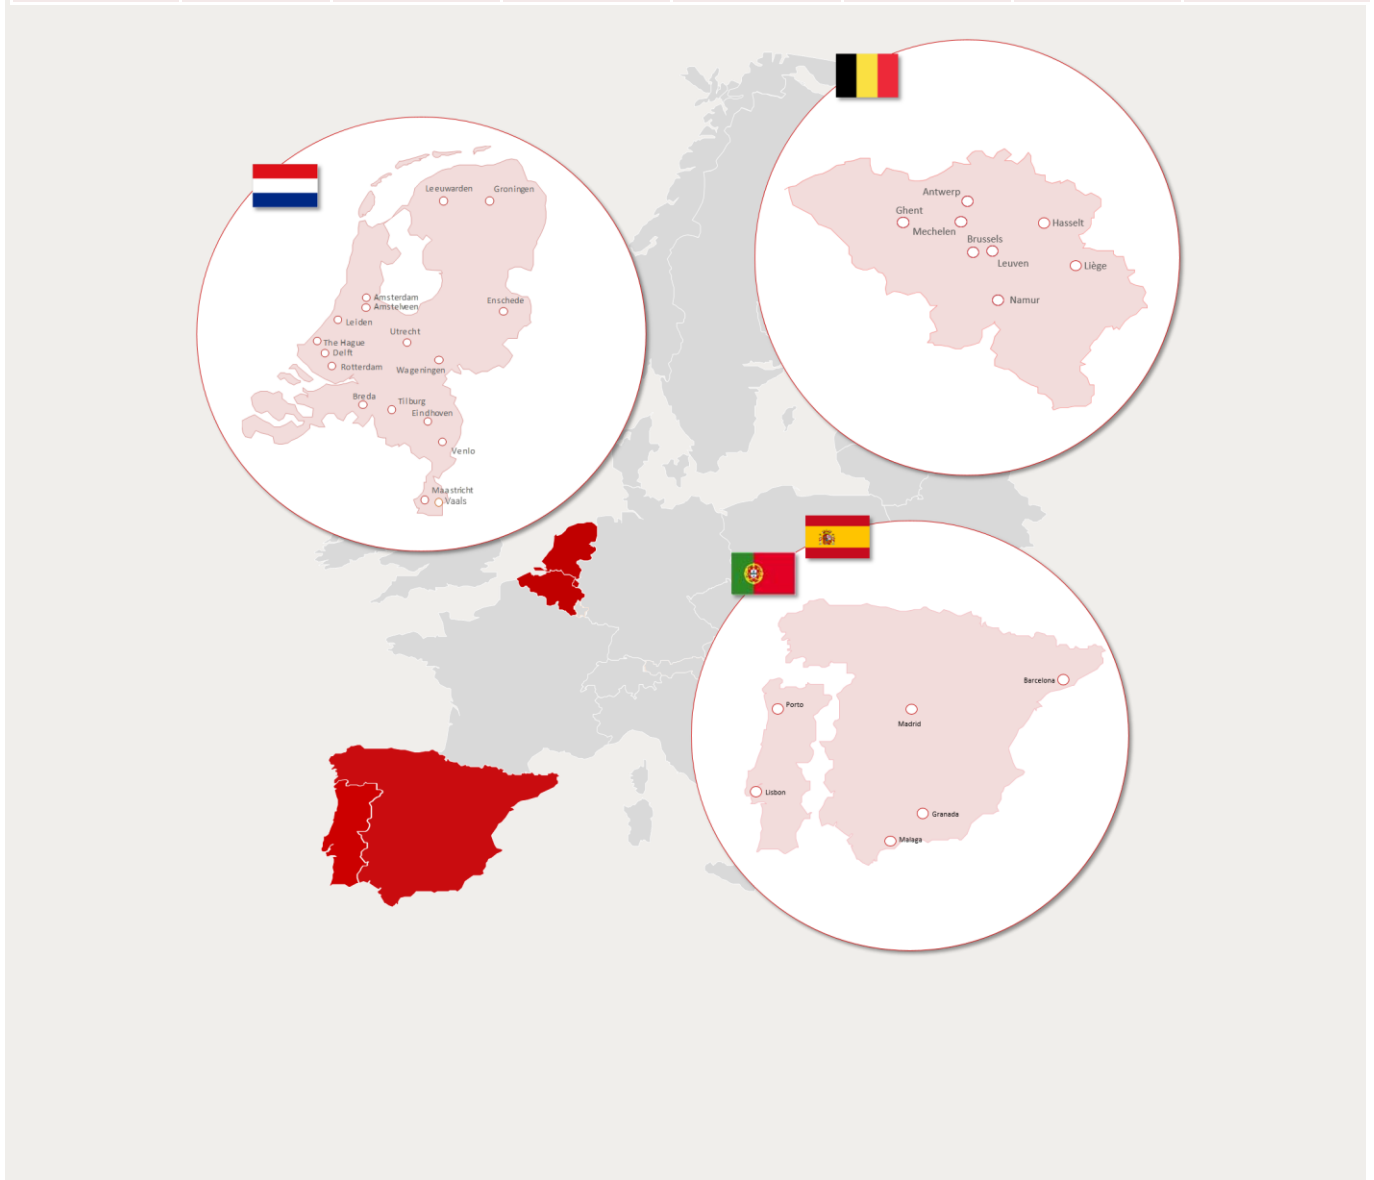 Leeuwarden
Groningen
Amsterdam
Amstelveen
Enschede
Leiden
Utrecht
The Hague
Delft
Rotterdam
Wageningen
Breda
Tilburg
Eindhoven
Venlo
Maastricht
Vaals
Antwerp
Ghent
Hasselt
Mechelen
Brussels
Leuven
Liège
Namur
Barcelona
Porto
Madrid
Lisbon
Granada
Malaga